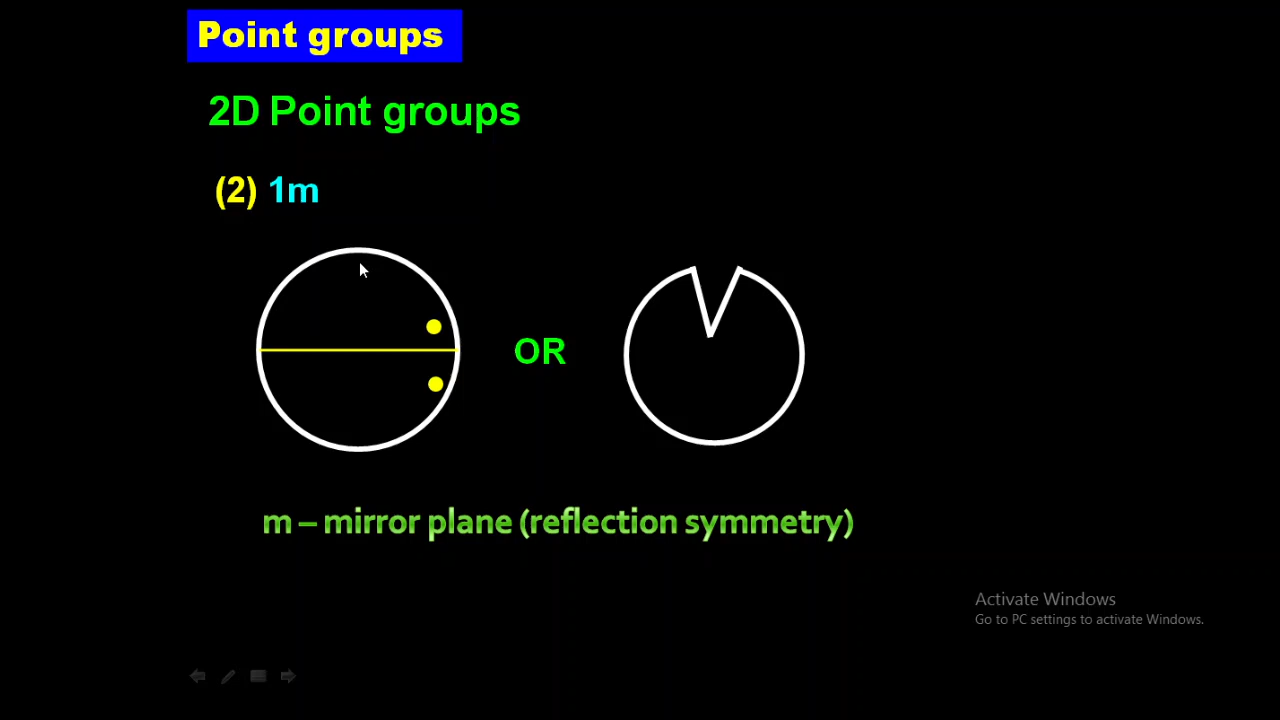 Point groups
2D Point groups
(2) 1m
OR
m – mirror plane (reflection symmetry)
Activate Windows
Go to PC settings to activate Windows.